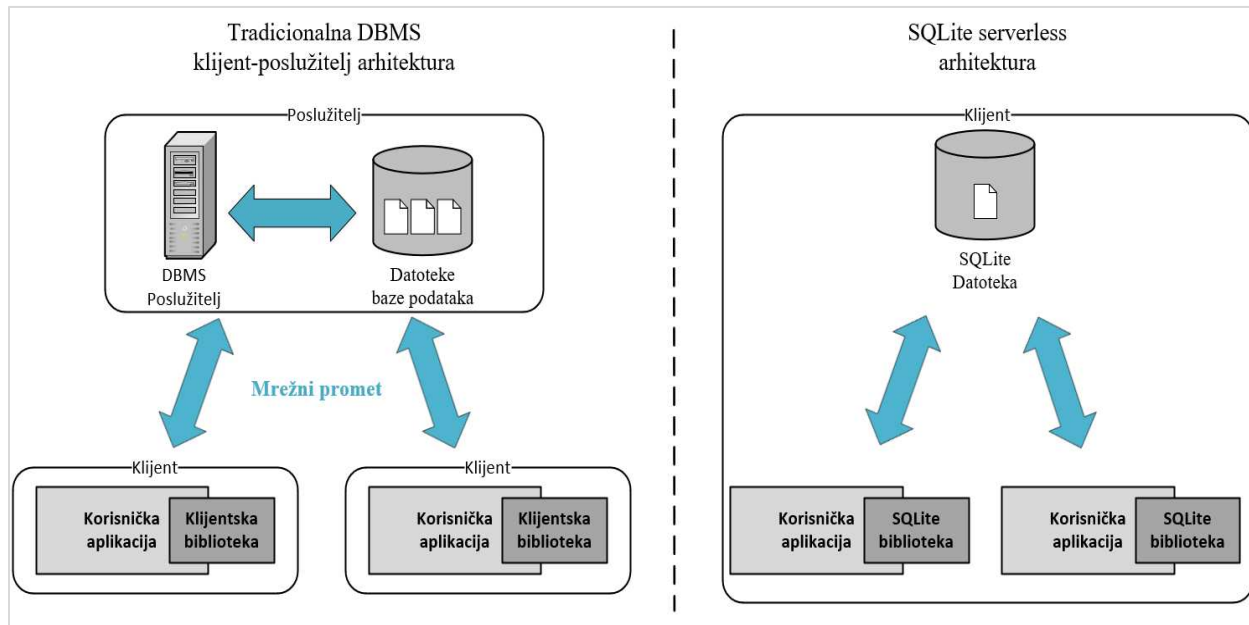 Tradicionalna DBMS
klijent-poslužitelj arhitektura
Poslužitelj
DBMS
Poslužitelj
Datoteke
baze podataka
Mrežni promet
Klijent
Korisnička
aplikacija
Klijentska
biblioteka
Klijent
Korisnička
aplikacija
Klijentska
biblioteka
SQLite serverless
arhitektura
Klijent
SQLite
Datoteka
Korisnička
aplikacija
SQLite
biblioteka
Korisnička
aplikacija
SQLite
biblioteka